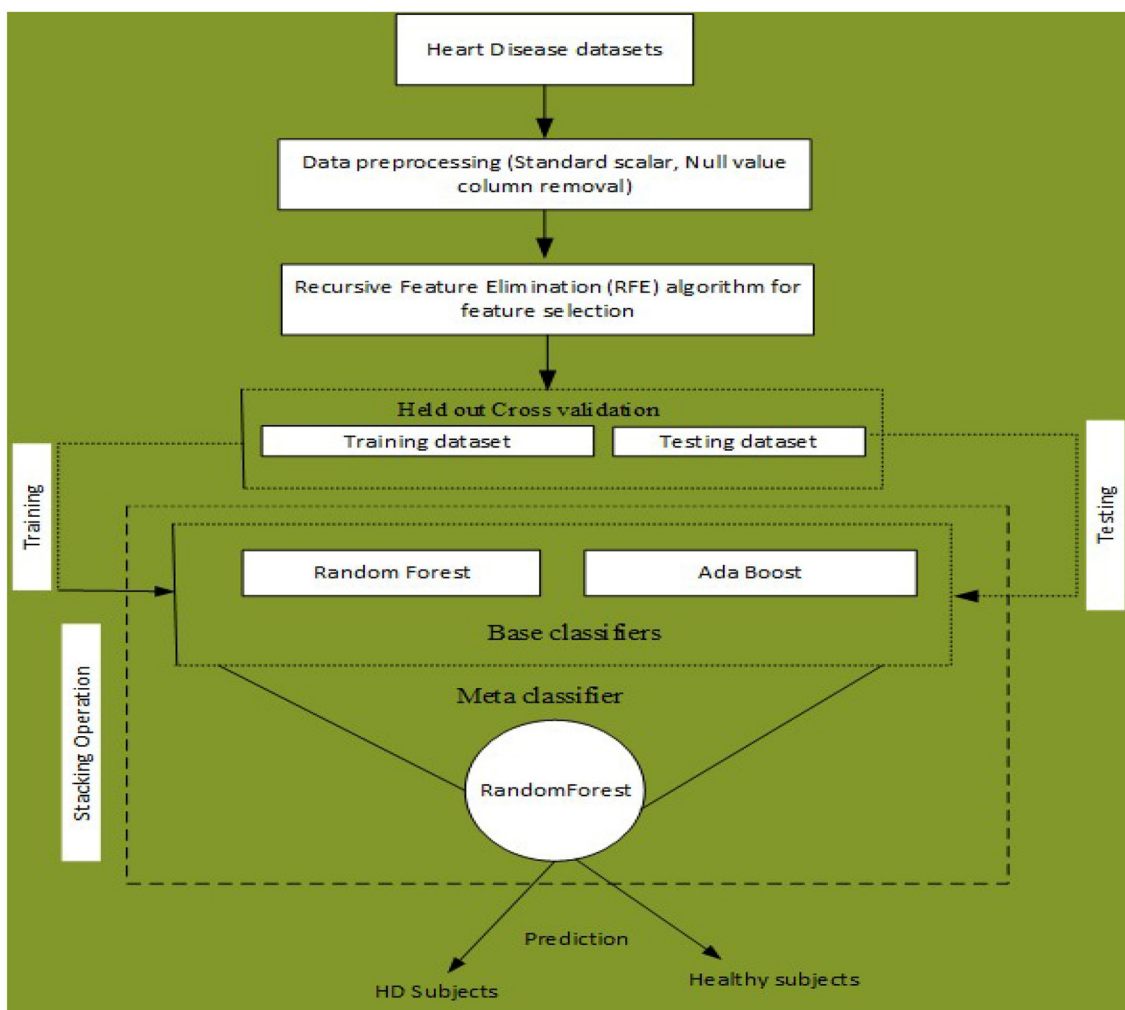 Heart Disease datasets
Data preprocessing (Standard scalar, Null value
column removal)
Recursive Feature Elimination (RFE) algorithm for
feature selection
Held out Cross validation
Training dataset
Testing dataset
Training
Testing
Random Forest
Ada Boost
Base classifiers
Stacking Operation
Meta classifier
RandomForest
Prediction
HD Subjects
Healthy subjects